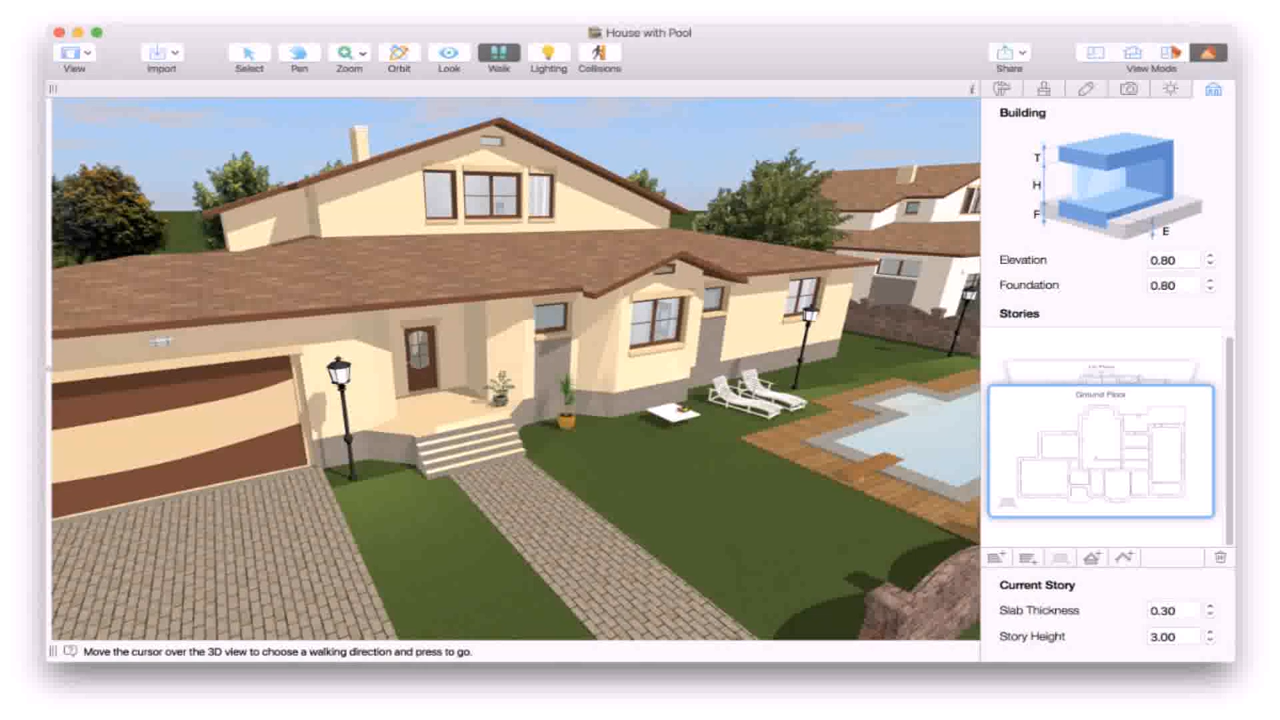 House with Pool
View
Import
Select
Pen
Zoom
Orbit
Look
Walk
Lighting
Collisions
Share
View Mode
Building
T
H
F
E
Elevation 0.80
Foundation 0.80
Stories
Ground Floor
Current Story
Slab Thickness 0.30
Story Height 3.00
Move the cursor over the 3D view to choose a walking direction and press to go.